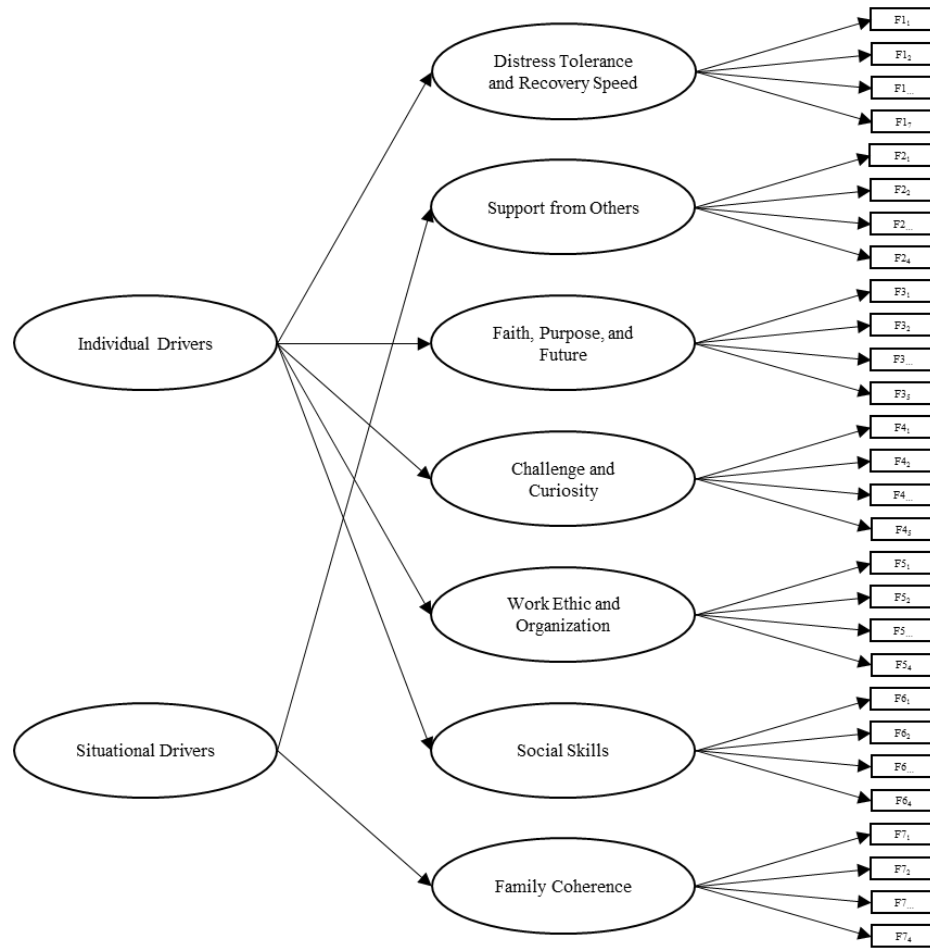 F1₁
Distress Tolerance
and Recovery Speed
F1₂
F1...
F1₇
F2₁
Support from Others
F2₂
F2...
F2₄
F3₁
Individual Drivers
Faith, Purpose, and
Future
F3₂
F3...
F3₅
F4₁
Challenge and
Curiosity
F4₂
F4...
F4₅
F5₁
Work Ethic and
Organization
F5₂
F5...
F5₄
F6₁
Situational Drivers
Social Skills
F6₂
F6...
F6₄
F7₁
Family Coherence
F7₂
F7...
F7₄